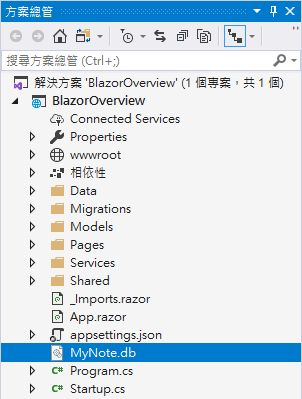 方案總管
搜尋方案總管 (Ctrl+;)
解決方案 'BlazorOverview' (1 個專案，共 1 個)
BlazorOverview
Connected Services
Properties
wwwroot
相依性
Data
Migrations
Models
Pages
Services
Shared
_Imports.razor
App.razor
appsettings.json
MyNote.db
C# Program.cs
C# Startup.cs